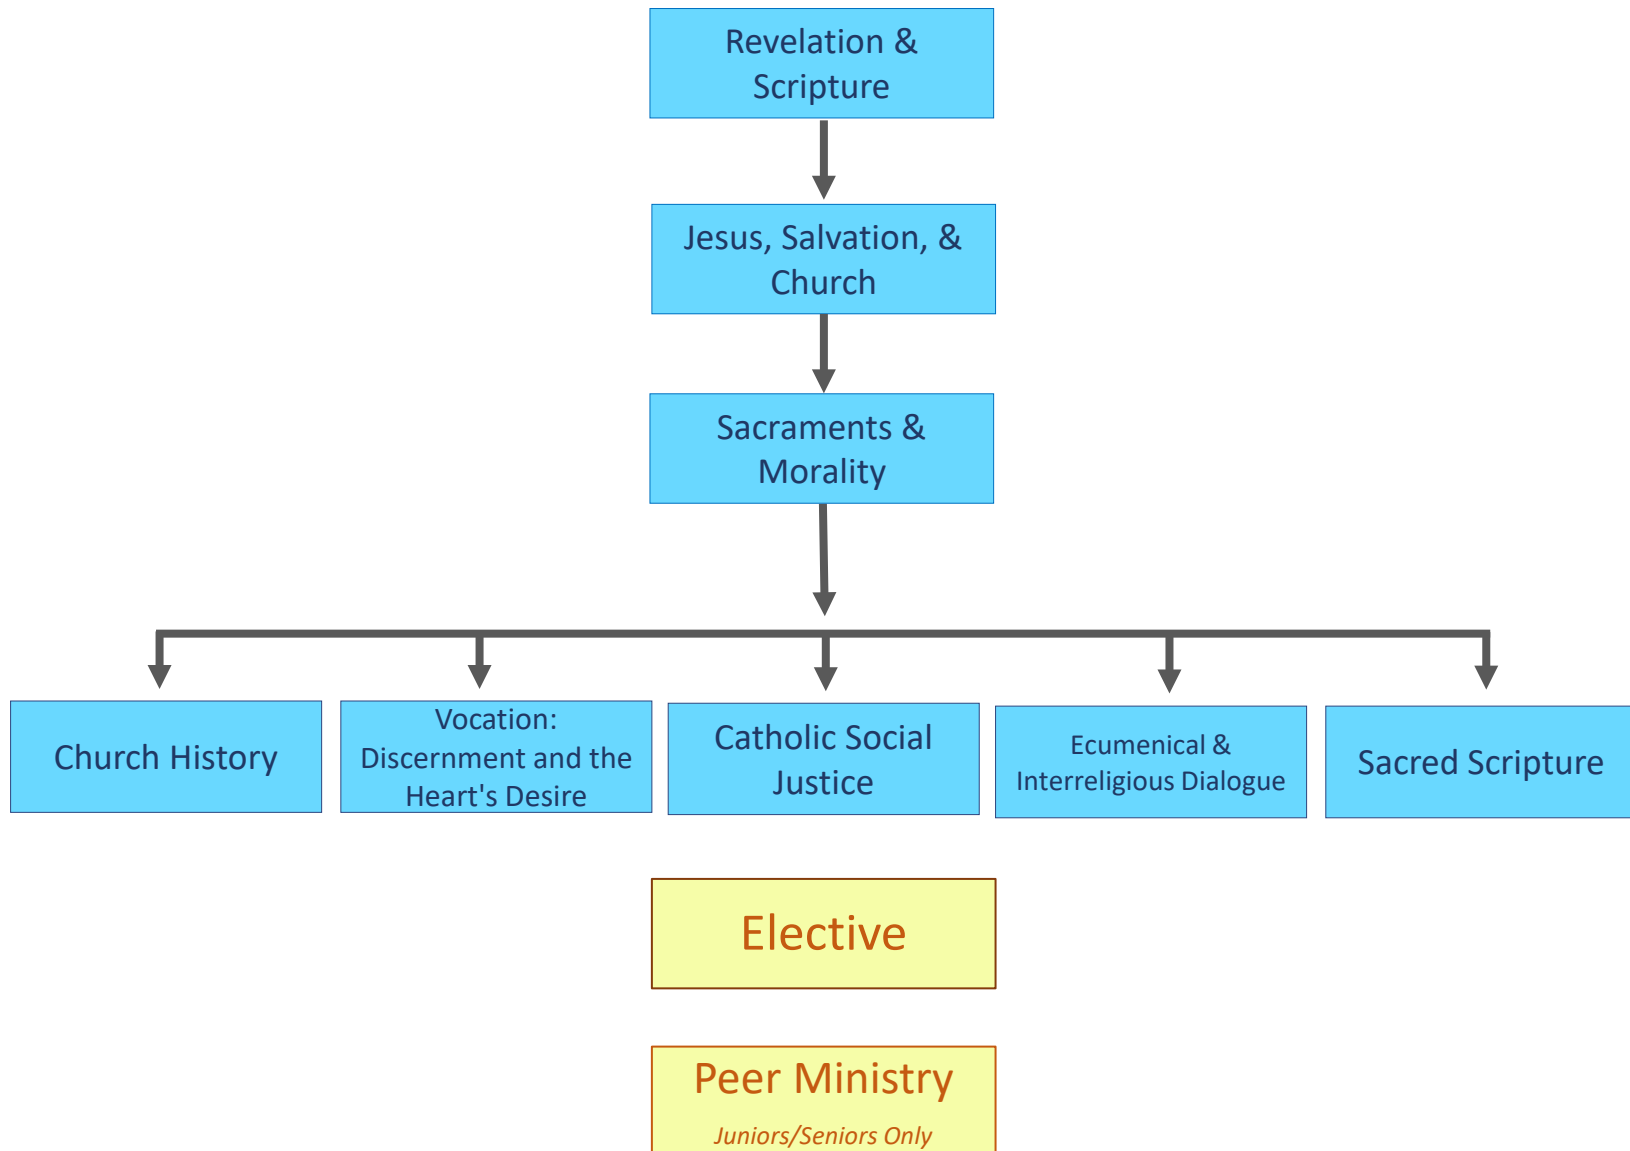 Revelation &
Scripture
Jesus, Salvation, &
Church
Sacraments &
Morality
Church History
Vocation:
Discernment and the
Heart's Desire
Catholic Social
Justice
Ecumenical &
Interreligious Dialogue
Sacred Scripture
Elective
Peer Ministry
Juniors/Seniors Only